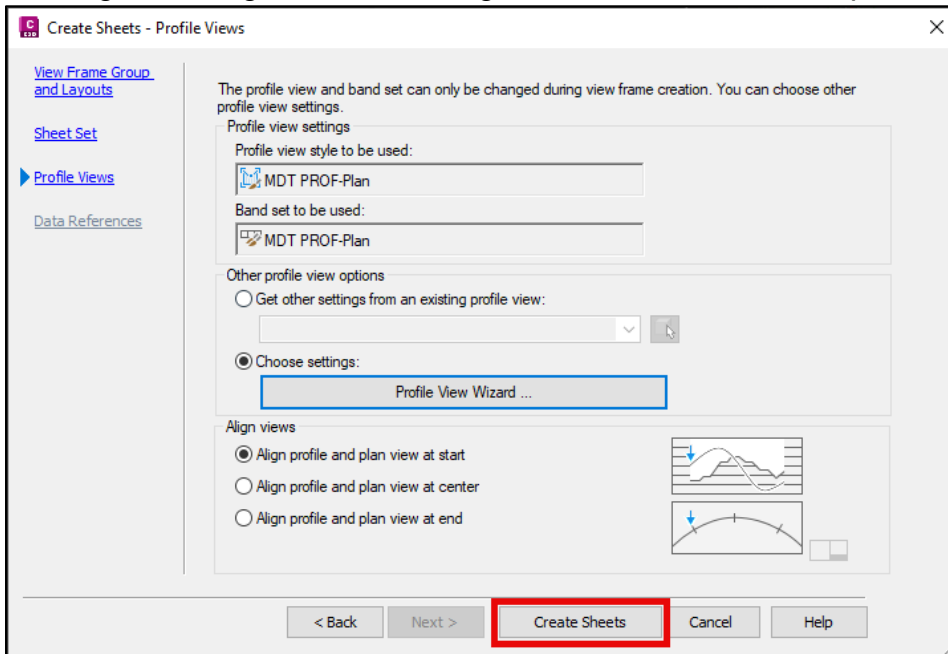 Create Sheets - Profile Views
View Frame Group
and Layouts
Sheet Set
Profile Views
Data References
The profile view and band set can only be changed during view frame creation. You can choose other
profile view settings.
Profile view settings
Profile view style to be used:
MDT PROF-Plan
Band set to be used:
MDT PROF-Plan
Other profile view options
Get other settings from an existing profile view:
Choose settings:
Profile View Wizard ...
Align views
Align profile and plan view at start
Align profile and plan view at center
Align profile and plan view at end
< Back
Next >
Create Sheets
Cancel
Help